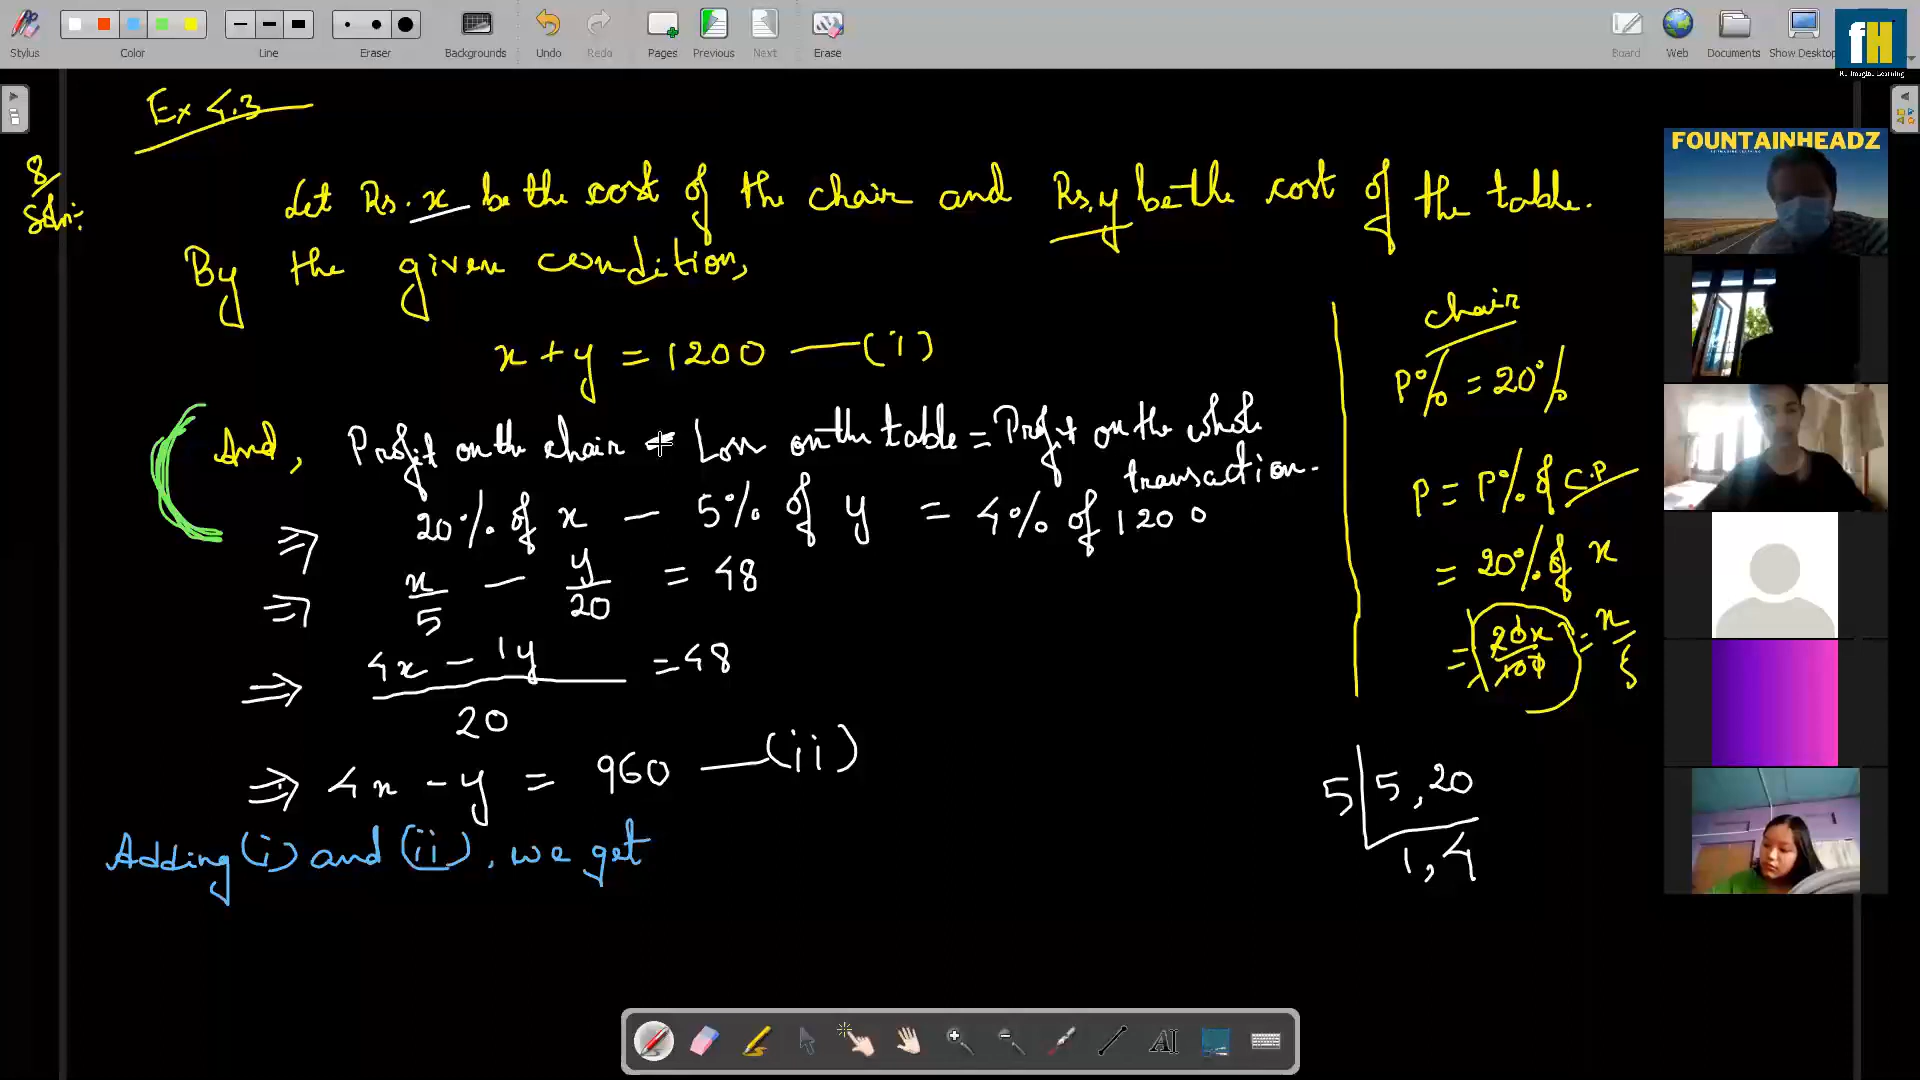 Stylus
Color
Line
Eraser
Backgrounds
Undo
Redo
Pages
Previous
Next
Erase
Board
Web
Documents
Show Desktop
fH
Ex 4.3
8
Soln:-
Let Rs. x be the cost of the chair and Rs. y be the cost of the table.
By the given condition,
x + y = 1200 —(i)
And, Profit on the chair + Loss on the table = Profit on the whole
transaction.
⇒ 20% of x — 5% of y = 4% of 1200
⇒ x/5 — y/20 = 48
⇒ 4x - 1y / 20 = 48
⇒ 4x - y = 960 —(ii)
Adding (i) and (ii), we get
chair
P% = 20%
P = P% of C.P
= 20% of x
= 20x/100 = x/5
5 | 5, 20
1, 4
FOUNTAINHEADZ